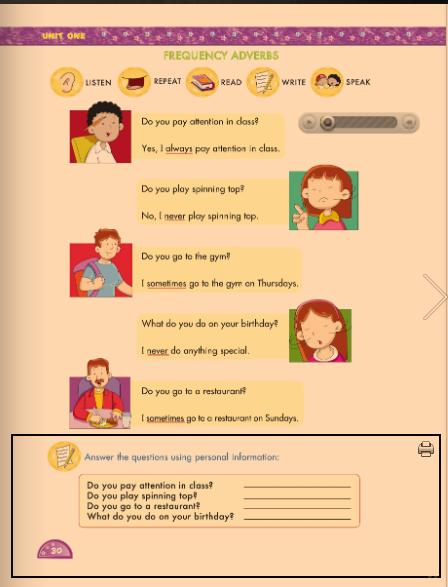 UNIT ONE
FREQUENCY ADVERBS
LISTEN REPEAT READ WRITE SPEAK
Do you pay attention in class?
Yes, I always pay attention in class.
Do you play spinning top?
No, I never play spinning top.
Do you go to the gym?
I sometimes go to the gym on Thursdays.
What do you do on your birthday?
I never do anything special.
Do you go to a restaurant?
I sometimes go to a restaurant on Sundays.
Answer the questions using personal information:
Do you pay attention in class?
Do you play spinning top?
Do you go to a restaurant?
What do you do on your birthday?
30